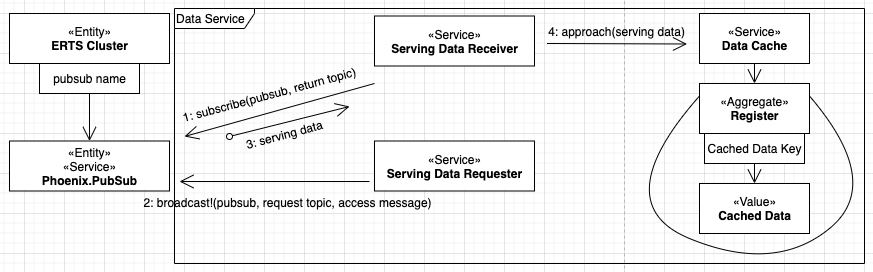 Data Service
«Entity»
ERTS Cluster
pubsub name
«Service»
Serving Data Receiver
4: approach(serving data)
«Service»
Data Cache
1: subscribe(pubsub, return topic)
3: serving data
«Aggregate»
Register
Cached Data Key
«Entity»
«Service»
Phoenix.PubSub
«Service»
Serving Data Requester
2: broadcast!(pubsub, request topic, access message)
«Value»
Cached Data